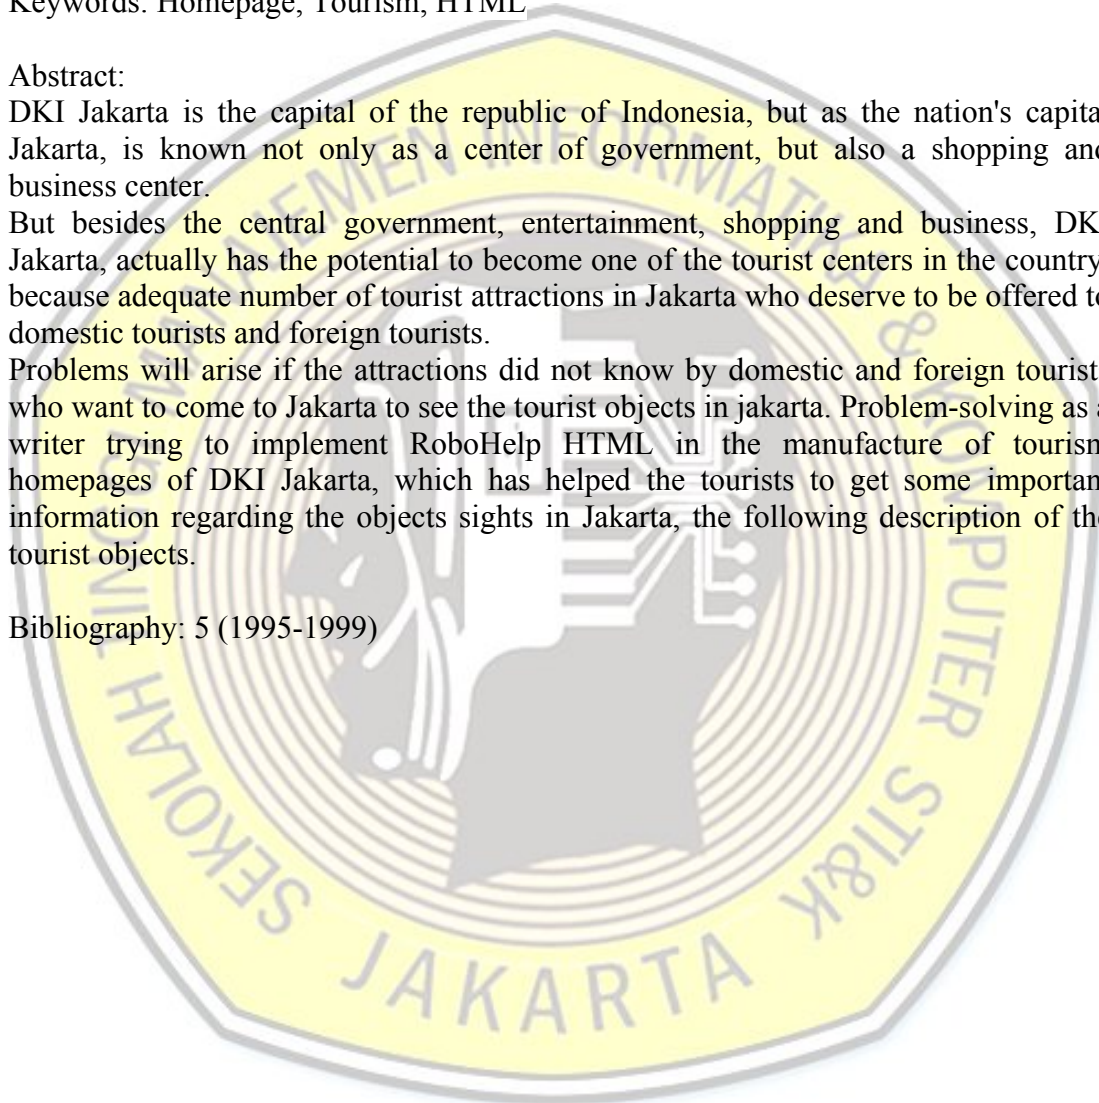 Keywords: Homepage, Tourism, HTML
Abstract:
DKI Jakarta is the capital of the republic of Indonesia, but as the nation's capita
Jakarta, is known not only as a center of government, but also a shopping and
business center.
But besides the central government, entertainment, shopping and business, DK
Jakarta, actually has the potential to become one of the tourist centers in the country
because adequate number of tourist attractions in Jakarta who deserve to be offered to
domestic tourists and foreign tourists.
Problems will arise if the attractions did not know by domestic and foreign tourist
who want to come to Jakarta to see the tourist objects in jakarta. Problem-solving as a
writer trying to implement RoboHelp HTML in the manufacture of tourism
homepages of DKI Jakarta, which has helped the tourists to get some importan
information regarding the objects sights in Jakarta, the following description of the
tourist objects.
Bibliography: 5 (1995-1999)
SEKOLAH TINGGI MANAJEMEN INFORMATIKA & KOMPUTER STI&K
JAKARTA